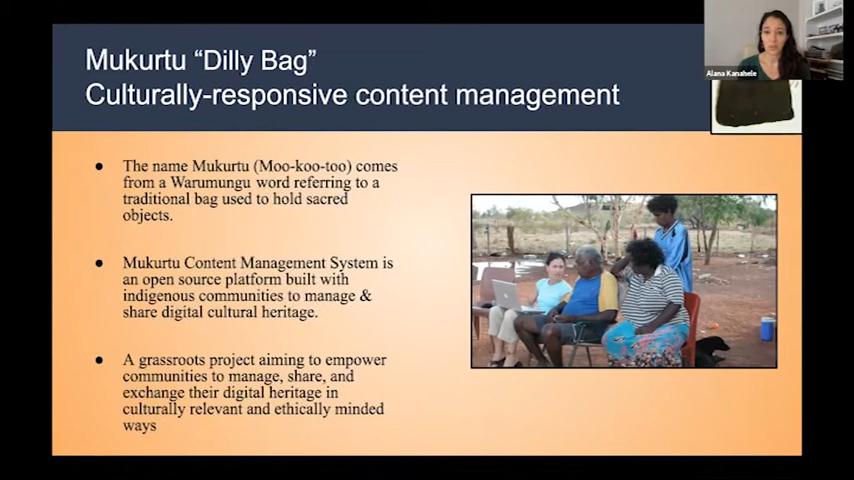 Mukurtu “Dilly Bag”
Culturally-responsive content management
Alana Kanahele
● The name Mukurtu (Moo-koo-too) comes
from a Warumungu word referring to a
traditional bag used to hold sacred
objects.
● Mukurtu Content Management System is
an open source platform built with
indigenous communities to manage &
share digital cultural heritage.
● A grassroots project aiming to empower
communities to manage, share, and
exchange their digital heritage in
culturally relevant and ethically minded
ways